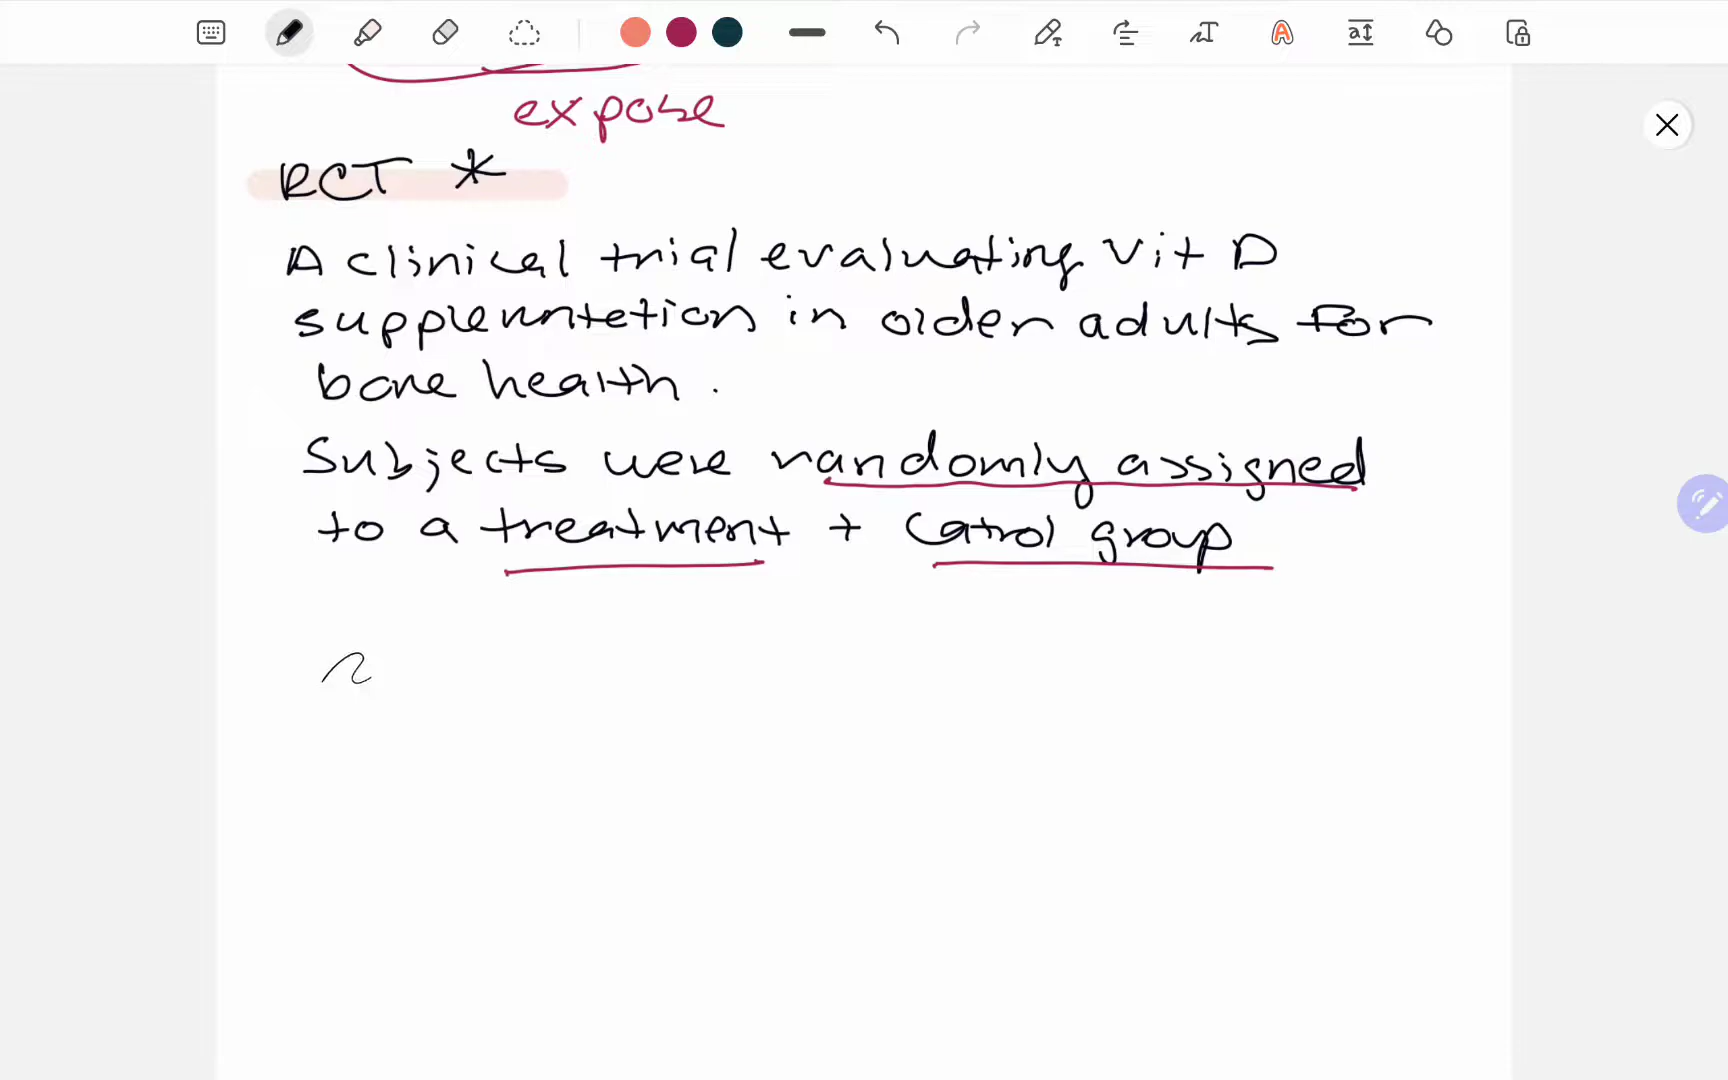 expose
RCT *
A clinical trial evaluating Vit D
supplemntetion in older adults for
bone health.
Subjects were randomly assigned
to a treatment + Control group